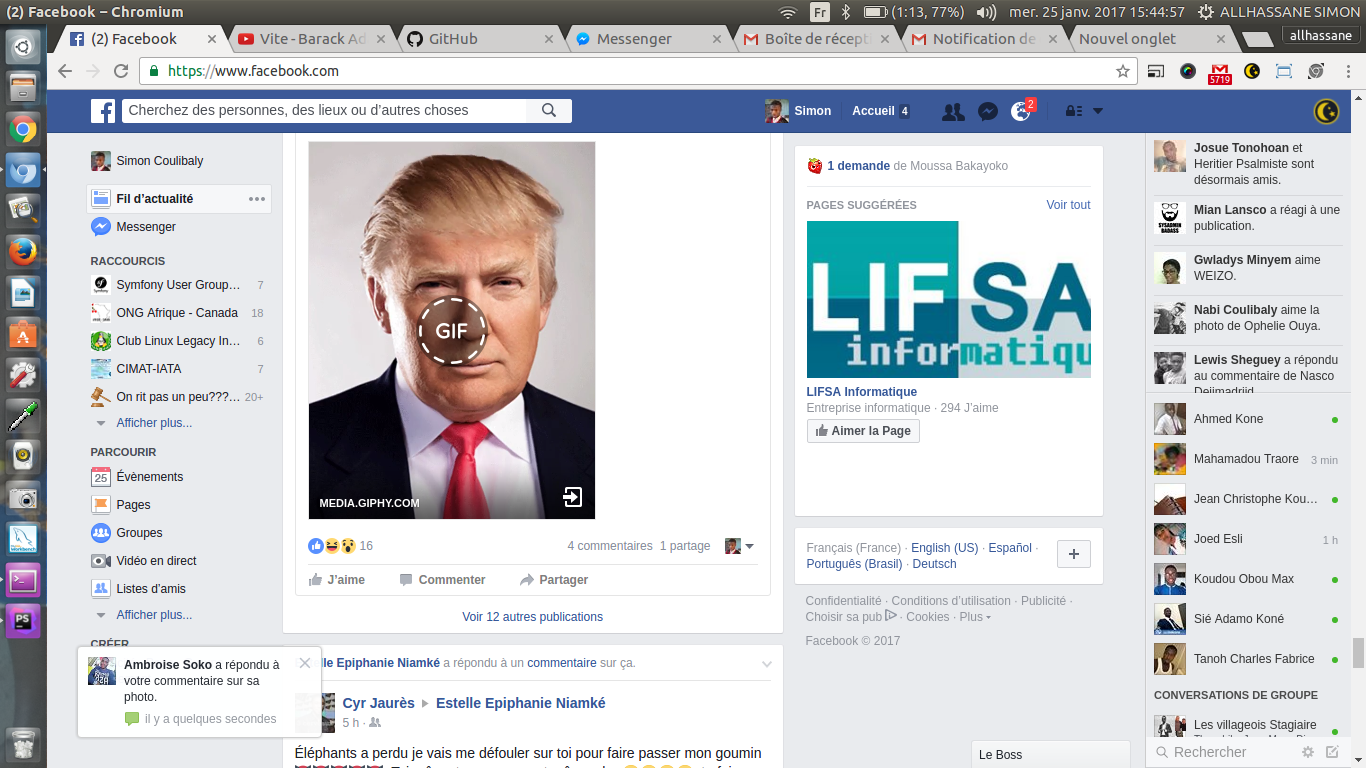 (2) Facebook – Chromium
Fr
(1:13, 77%)
mer. 25 janv. 2017 15:44:57
ALLHASSANE SIMON
(2) Facebook
Vite - Barack Ad
GitHub
Messenger
Boîte de récept
Notification de
Nouvel onglet
allhassane
https://www.facebook.com
5719
Cherchez des personnes, des lieux ou d'autres choses
Simon
Accueil 4
2
Simon Coulibaly
Fil d'actualité
Messenger
RACCOURCIS
Symfony User Group… 7
ONG Afrique - Canada 18
Club Linux Legacy In… 6
CIMAT-IATA 7
On rit pas un peu???… 20+
Afficher plus...
PARCOURIR
25
Évènements
Pages
Groupes
Vidéo en direct
Listes d'amis
Afficher plus...
CRÉER
Ambroise Soko a répondu à
votre commentaire sur sa
photo.
il y a quelques secondes
GIF
MEDIA.GIPHY.COM
16
4 commentaires 1 partage
J'aime
Commenter
Partager
Voir 12 autres publications
lle Epiphanie Niamké a répondu à un commentaire sur ça.
Cyr Jaurès
Estelle Epiphanie Niamké
5 h ·
Éléphants a perdu je vais me défouler sur toi pour faire passer mon goumin
1 demande de Moussa Bakayoko
PAGES SUGGÉRÉES
Voir tout
LIFSA
informatiqu
LIFSA Informatique
Entreprise informatique · 294 J'aime
Aimer la Page
Français (France) · English (US) · Español ·
Português (Brasil) · Deutsch
Confidentialité · Conditions d'utilisation · Publicité ·
Choisir sa pub · Cookies · Plus
Facebook © 2017
Josue Tonohoan et
Heritier Psalmiste sont
désormais amis.
SYSADMIN
BADASS
Mian Lansco a réagi à une
publication.
Gwladys Minyem aime
WEIZO.
Nabi Coulibaly aime la
photo de Ophelie Ouya.
Lewis Sheguey a répondu
au commentaire de Nasco
Ahmed Kone
Mahamadou Traore 3 min
Jean Christophe Kou…
Joed Esli 1 h
Koudou Obou Max
Sié Adamo Koné
Tanoh Charles Fabrice
CONVERSATIONS DE GROUPE
Les villageois Stagiaire
Rechercher
Le Boss
PS